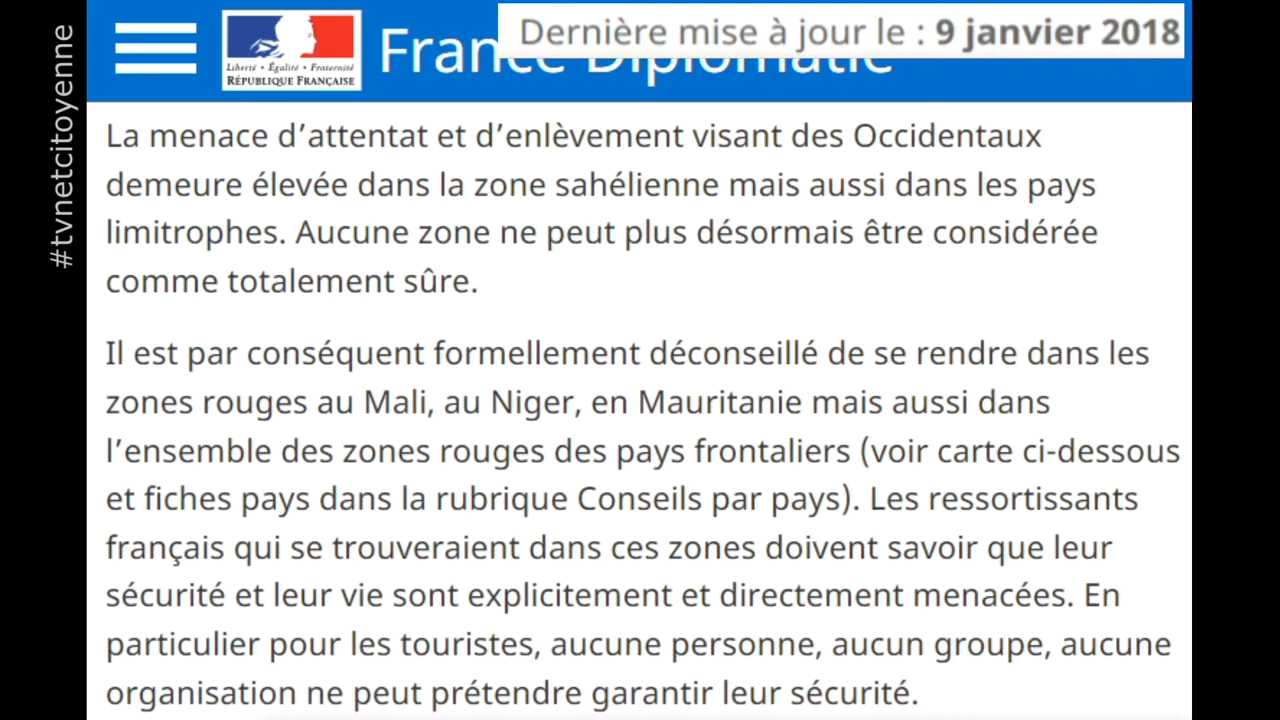 #tvnetcitoyenne
Liberté • Égalité • Fraternité
RÉPUBLIQUE FRANÇAISE
France Diplomatie
Dernière mise à jour le : 9 janvier 2018
La menace d’attentat et d’enlèvement visant des Occidentaux
demeure élevée dans la zone sahélienne mais aussi dans les pays
limitrophes. Aucune zone ne peut plus désormais être considérée
comme totalement sûre.
Il est par conséquent formellement déconseillé de se rendre dans les
zones rouges au Mali, au Niger, en Mauritanie mais aussi dans
l’ensemble des zones rouges des pays frontaliers (voir carte ci-dessous
et fiches pays dans la rubrique Conseils par pays). Les ressortissants
français qui se trouveraient dans ces zones doivent savoir que leur
sécurité et leur vie sont explicitement et directement menacées. En
particulier pour les touristes, aucune personne, aucun groupe, aucune
organisation ne peut prétendre garantir leur sécurité.